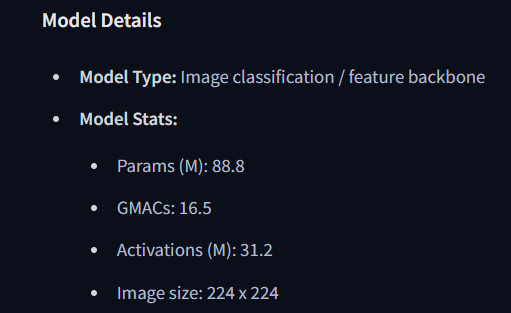 Model Details
• Model Type: Image classification / feature backbone
• Model Stats:
• Params (M): 88.8
• GMACs: 16.5
• Activations (M): 31.2
• Image size: 224 x 224